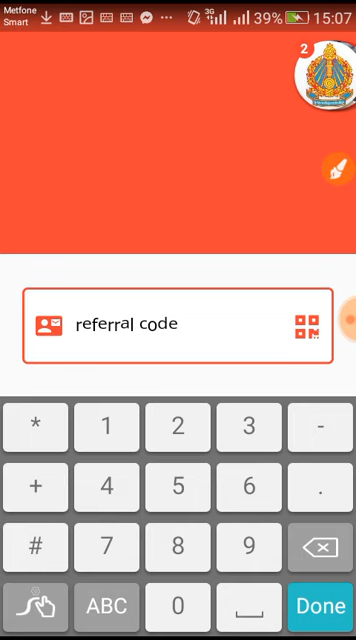 Metfone
Smart
3G
39%
15:07
2
referral code
* 1 2 3 -
+ 4 5 6 .
# 7 8 9
ABC 0 Done